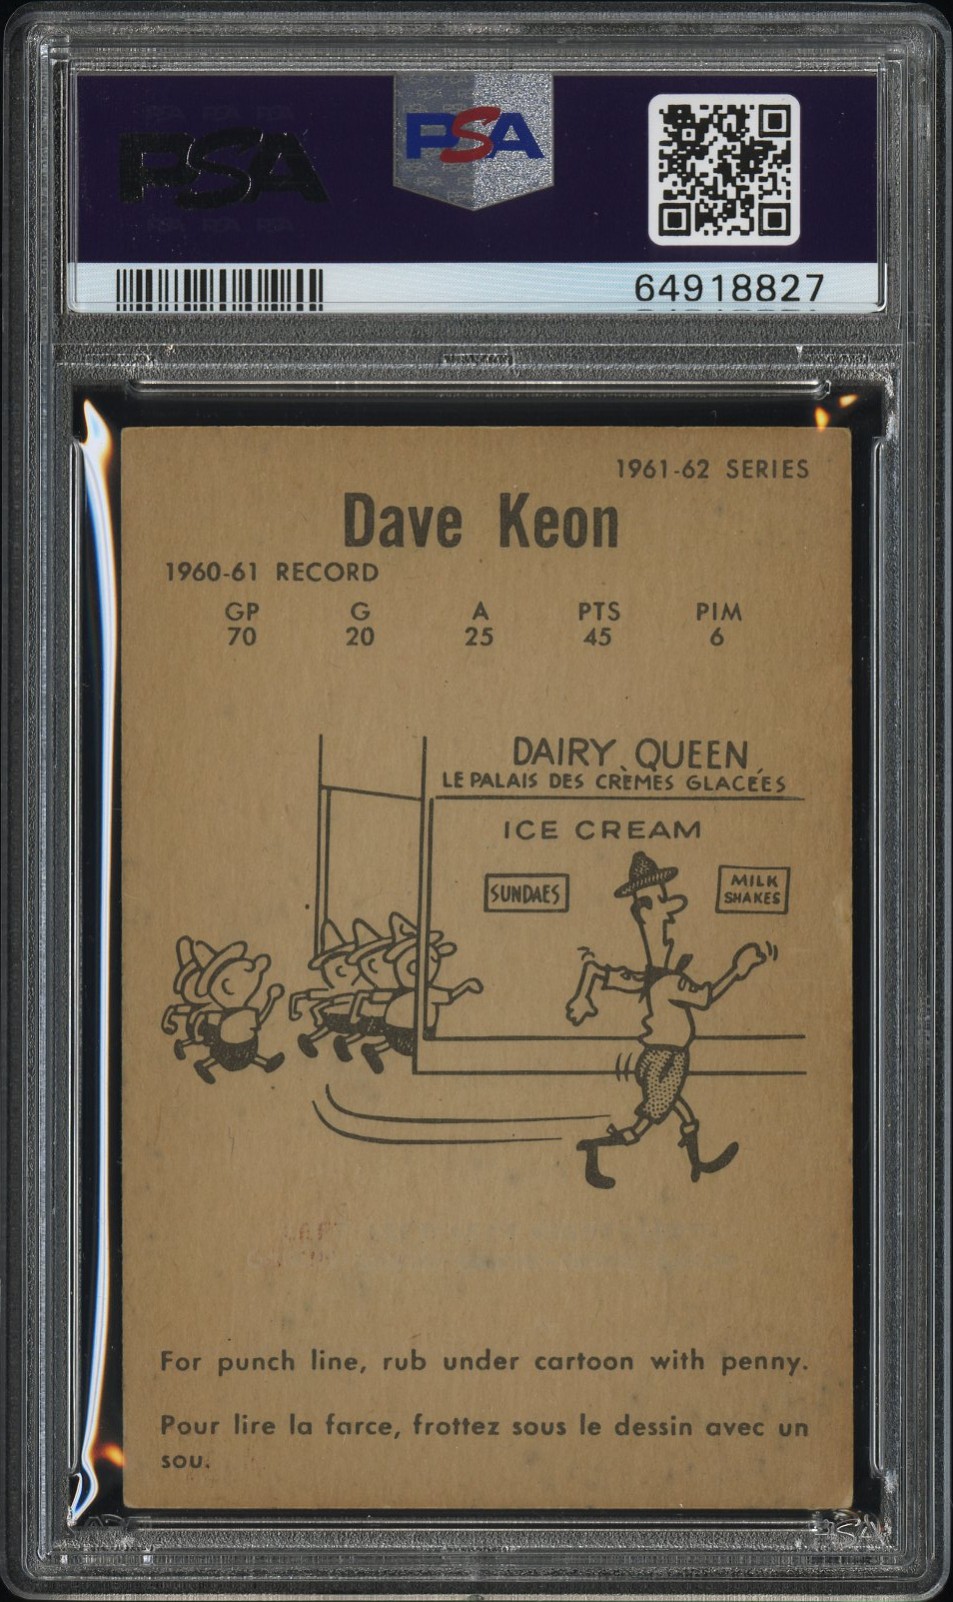 PSA
PSA
64918827
1961-62 SERIES
Dave Keon
1960-61 RECORD
GP G A PTS PIM
70 20 25 45 6
DAIRY QUEEN
LE PALAIS DES CRÈMES GLACÉES
ICE CREAM
SUNDAES
MILK
SHAKES
For punch line, rub under cartoon with penny.
Pour lire la farce, frottez sous le dessin avec un
sou.